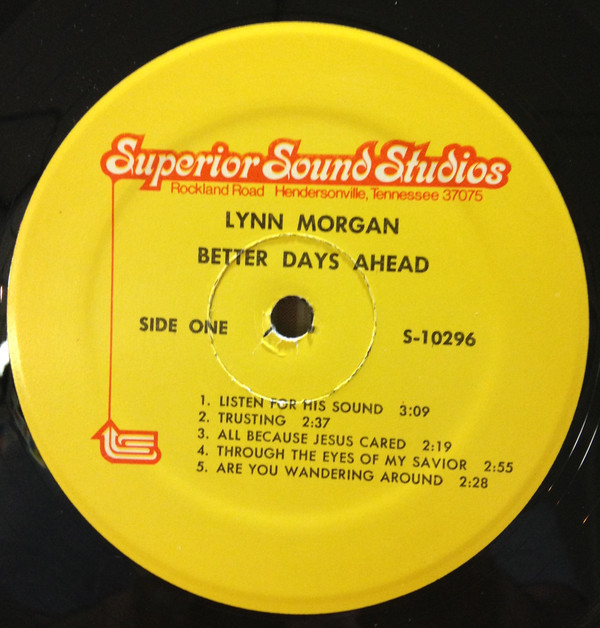 Superior Sound Studios
Rockland Road Hendersonville, Tennessee 37075
LYNN MORGAN
BETTER DAYS AHEAD
SIDE ONE S-10296
1. LISTEN FOR HIS SOUND 3:09
2. TRUSTING 2:37
3. ALL BECAUSE JESUS CARED 2:19
4. THROUGH THE EYES OF MY SAVIOR 2:55
5. ARE YOU WANDERING AROUND 2:28